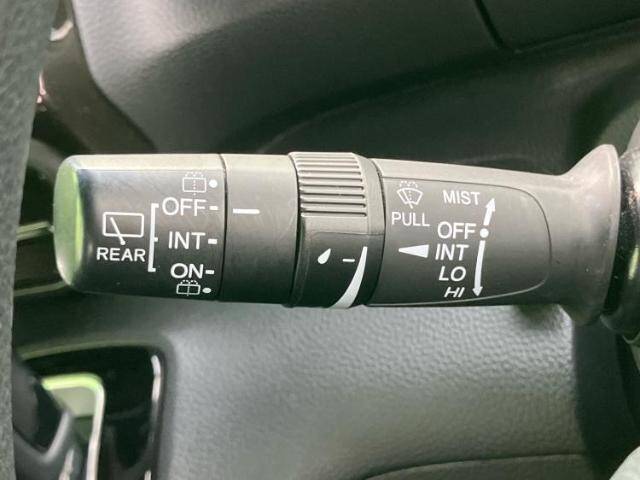 REAR
OFF
INT
ON
PULL
MIST
OFF
INT
LO
HI